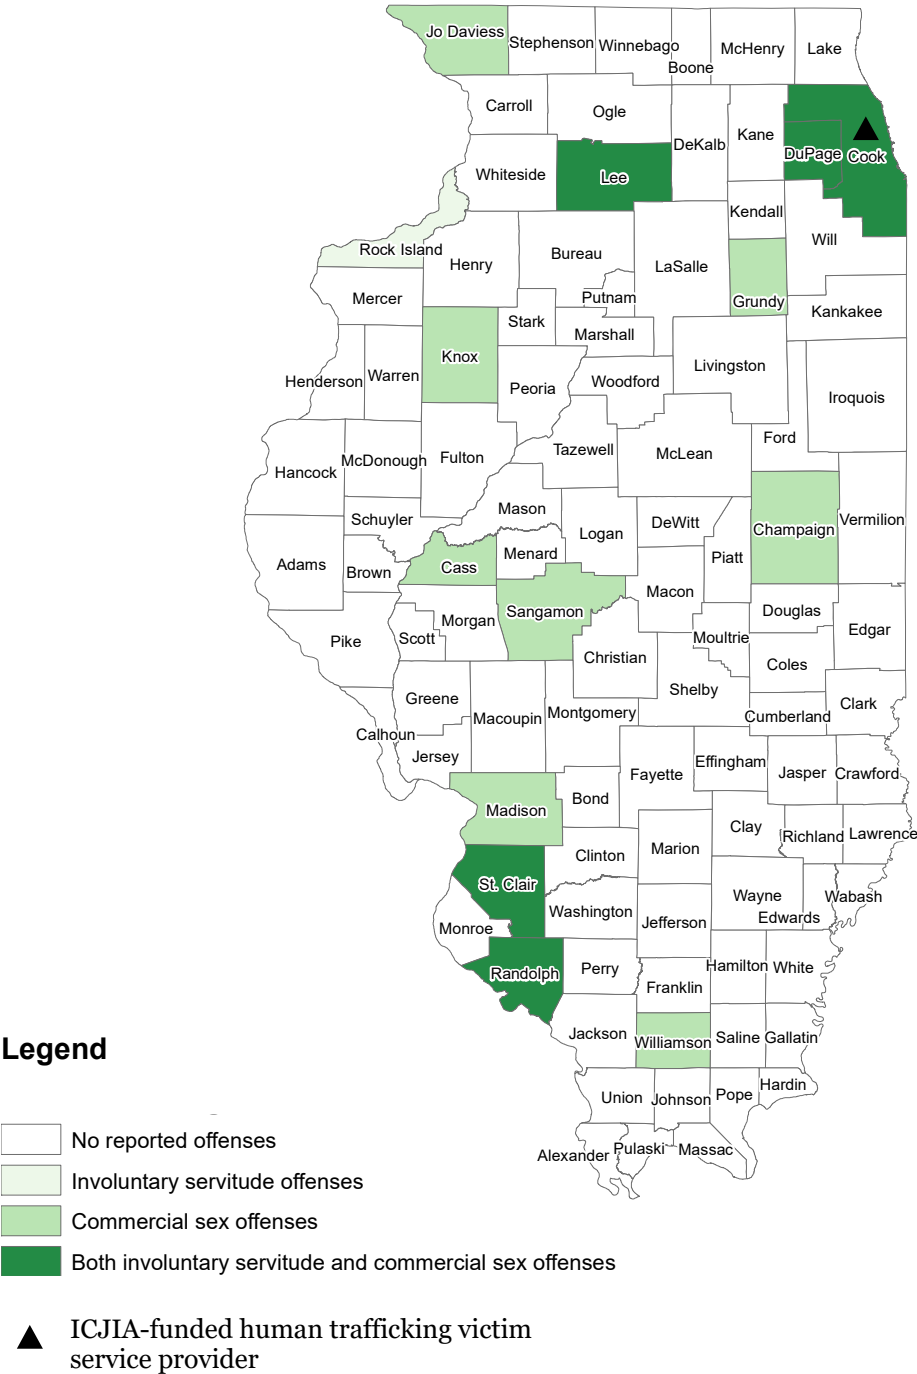 Jo Daviess
Stephenson
Winnebago
Boone
McHenry
Lake
Carroll
Ogle
DeKalb
Kane
DuPage
Cook
Whiteside
Lee
Kendall
Will
Rock Island
Henry
Bureau
LaSalle
Grundy
Mercer
Putnam
Kankakee
Stark
Marshall
Knox
Henderson
Warren
Peoria
Woodford
Livingston
Iroquois
Ford
Hancock
McDonough
Fulton
Tazewell
McLean
Schuyler
Mason
Logan
DeWitt
Champaign
Vermilion
Adams
Brown
Cass
Menard
Piatt
Macon
Sangamon
Douglas
Pike
Scott
Morgan
Moultrie
Edgar
Christian
Coles
Shelby
Greene
Macoupin
Montgomery
Cumberland
Clark
Calhoun
Jersey
Fayette
Effingham
Jasper
Crawford
Madison
Bond
Clay
Richland
Lawrence
Clinton
Marion
St. Clair
Washington
Wayne
Edwards
Wabash
Monroe
Jefferson
Randolph
Perry
Hamilton
White
Franklin
Jackson
Williamson
Saline
Gallatin
Union
Johnson
Pope
Hardin
Alexander
Pulaski
Massac
Legend
No reported offenses
Involuntary servitude offenses
Commercial sex offenses
Both involuntary servitude and commercial sex offenses
ICJIA-funded human trafficking victim
service provider